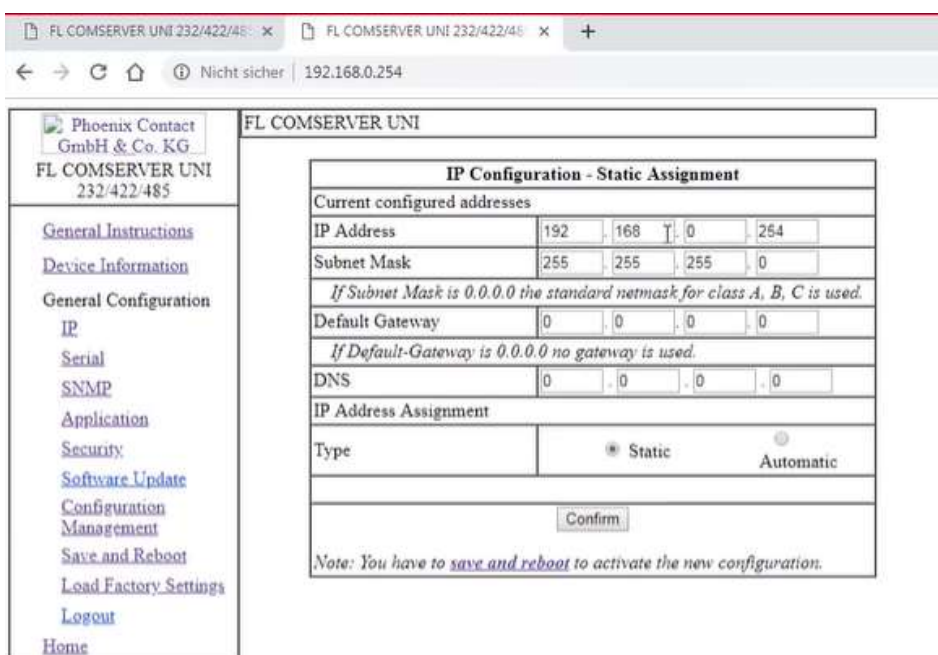 FL COMSERVER UNI 232/422/48
FL COMSERVER UNI 232/422/48
Nicht sicher | 192.168.0.254
Phoenix Contact
GmbH & Co. KG
FL COMSERVER UNI
232/422/485
General Instructions
Device Information
General Configuration
IP
Serial
SNMP
Application
Security
Software Update
Configuration
Management
Save and Reboot
Load Factory Settings
Logout
Home
FL COMSERVER UNI
IP Configuration - Static Assignment
Current configured addresses
IP Address 192 . 168 . 0 . 254
Subnet Mask 255 . 255 . 255 . 0
If Subnet Mask is 0.0.0.0 the standard netmask for class A, B, C is used.
Default Gateway 0 . 0 . 0 . 0
If Default-Gateway is 0.0.0.0 no gateway is used.
DNS 0 . 0 . 0 . 0
IP Address Assignment
Type Static Automatic
Confirm
Note: You have to save and reboot to activate the new configuration.